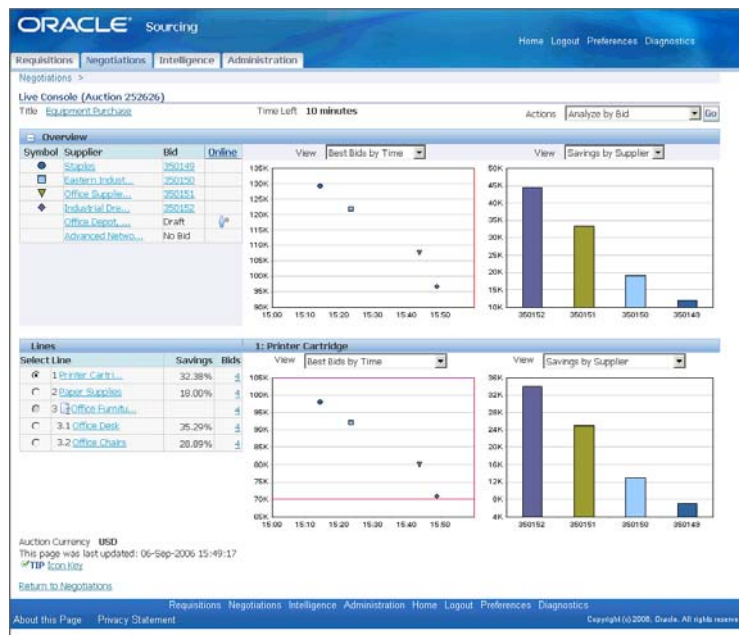 ORACLE Sourcing
Home Logout Preferences Diagnostics
Requisitions Negotiations Intelligence Administration
Negotiations >
Live Console (Auction 252626)
Title Equipment Purchase Time Left 10 minutes Actions Analyze by Bid Go
Overview
Symbol Supplier Bid Online
Staples 350149
Eastern Indust... 350150
Office Supplie... 350151
Industrial Dre... 350152
Office Depot, ... Draft
Advanced Netwo... No Bid
View Best Bids by Time
135K
130K
125K
120K
115K
110K
105K
100K
95K
90K
15:00 15:10 15:20 15:30 15:40 15:50
View Savings by Supplier
50K
45K
40K
35K
30K
25K
20K
15K
10K
350152 350151 350150 350149
Lines
Select Line Savings Bids
1 Printer Cartri... 32.38% 4
2 Paper Supplies 18.00% 4
3 Office Furnitu... 4
3.1 Office Desk 35.29% 4
3.2 Office Chairs 28.89% 4
1: Printer Cartridge
View Best Bids by Time
105K
100K
95K
90K
85K
80K
75K
70K
65K
15:00 15:10 15:20 15:30 15:40 15:50
View Savings by Supplier
36K
32K
28K
24K
20K
16K
12K
8K
4K
350152 350151 350150 350149
Auction Currency USD
This page was last updated: 06-Sep-2006 15:49:17
TIP Icon Key
Return to Negotiations
Requisitions Negotiations Intelligence Administration Home Logout Preferences Diagnostics
About this Page Privacy Statement Copyright (c) 2006, Oracle. All rights reserve